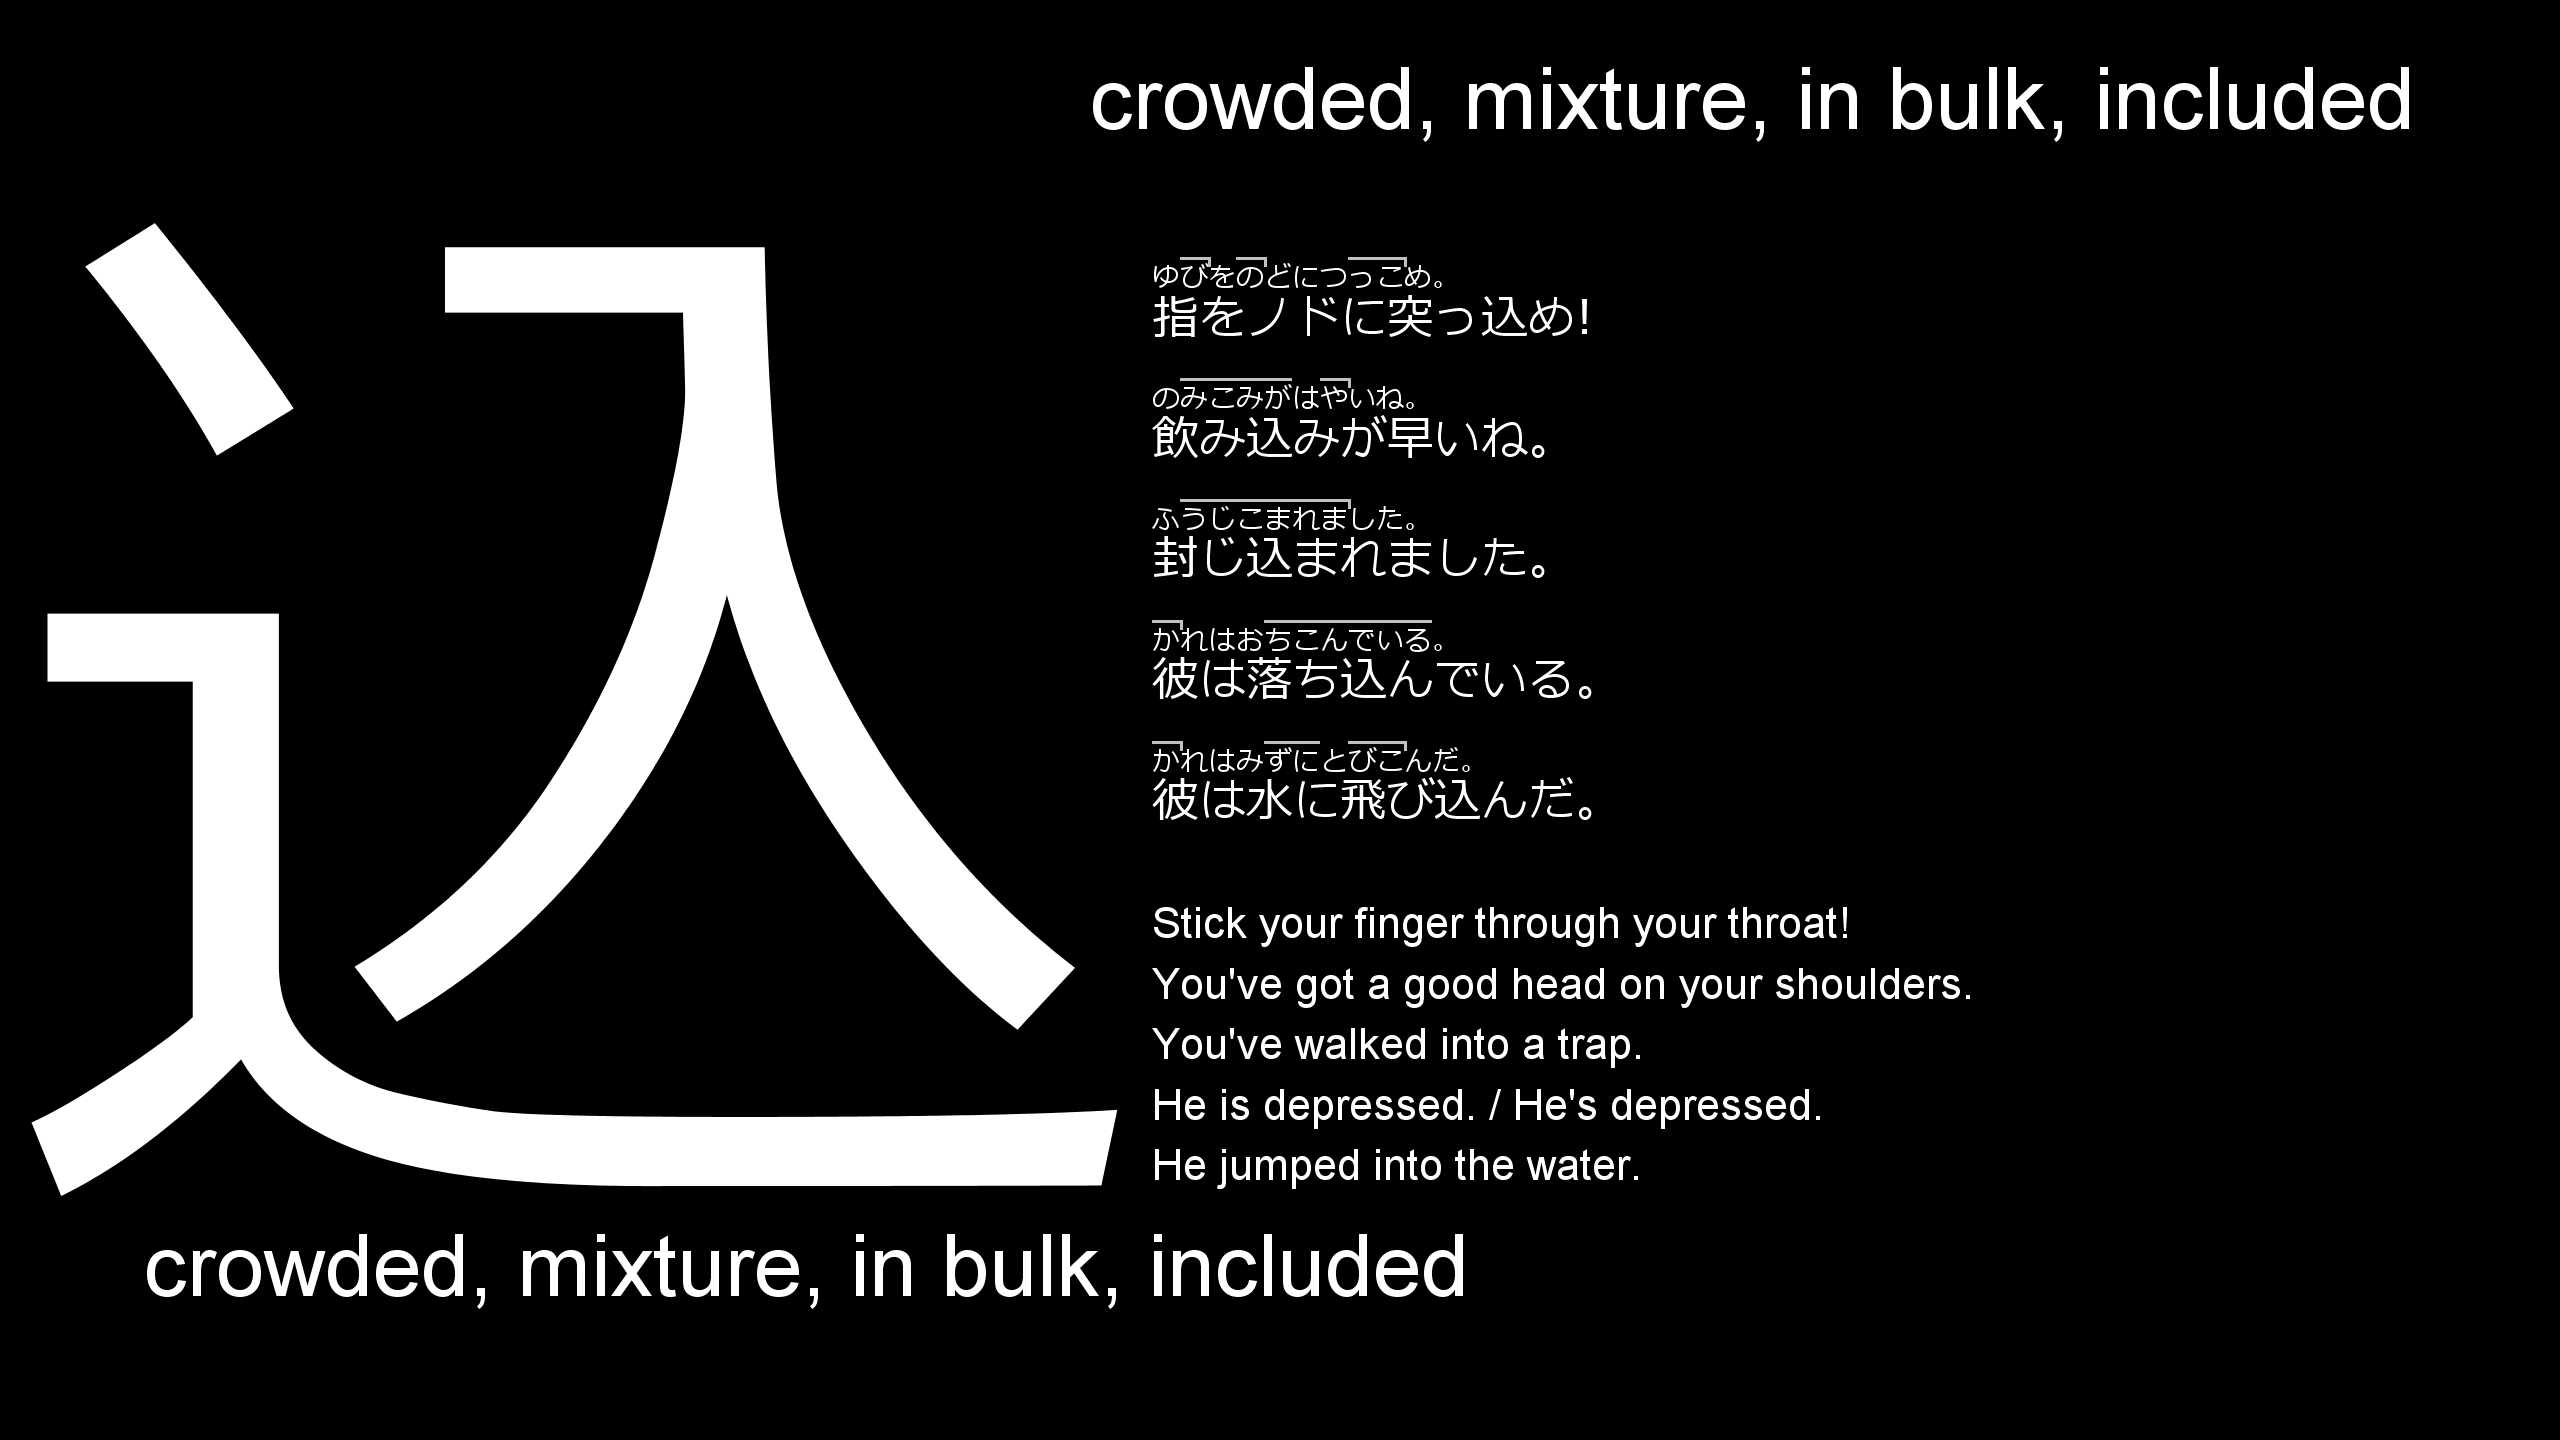 crowded, mixture, in bulk, included
込
ゆびをのどにつっこめ。
指をノドに突っ込め!
のみこみがはやいね。
飲み込みが早いね。
ふうじこまれました。
封じ込まれました。
かれはおちこんでいる。
彼は落ち込んでいる。
かれはみずにとびこんだ。
彼は水に飛び込んだ。
Stick your finger through your throat!
You've got a good head on your shoulders.
You've walked into a trap.
He is depressed. / He's depressed.
He jumped into the water.
crowded, mixture, in bulk, included